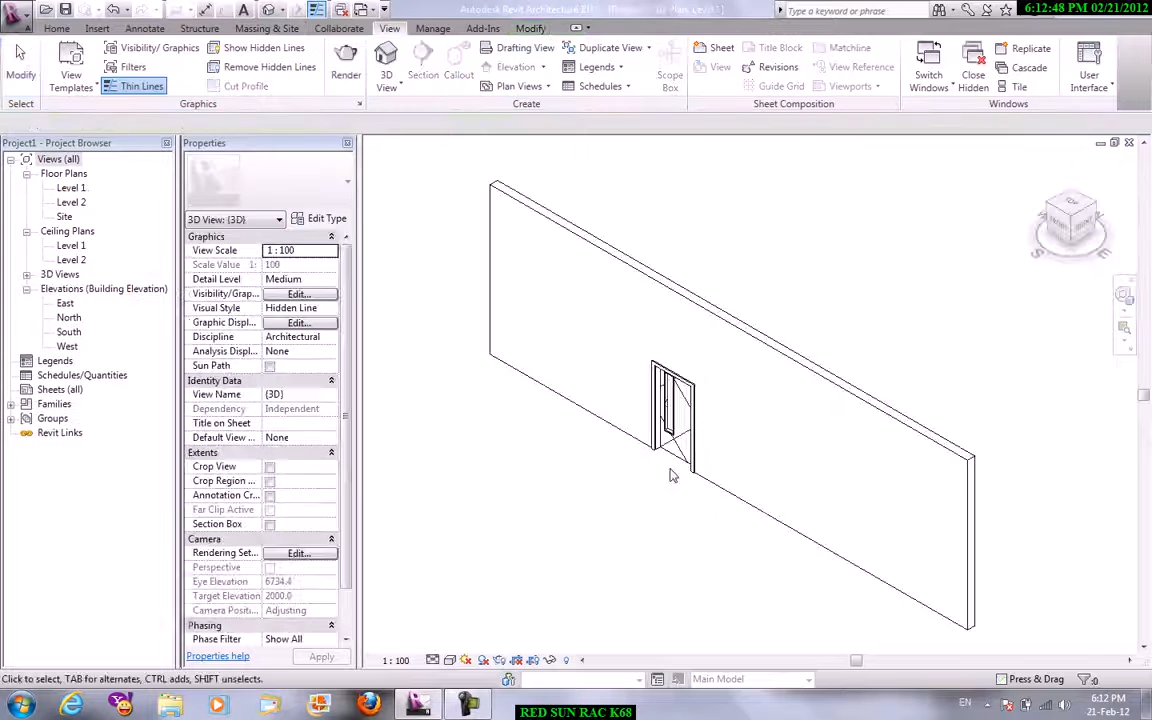 Autodesk Revit Architecture
Type a keyword or phrase
6:12:48 PM 02/21/2012
Home Insert Annotate Structure Massing & Site Collaborate View Manage Add-Ins Modify
Modify
View
Templates
Visibility/ Graphics
Filters
Thin Lines
Show Hidden Lines
Remove Hidden Lines
Cut Profile
Render
3D
View
Section
Callout
Drafting View
Elevation
Plan Views
Duplicate View
Legends
Schedules
Scope
Box
Sheet
View
Title Block
Revisions
Guide Grid
Matchline
View Reference
Viewports
Switch
Windows
Close
Hidden
Replicate
Cascade
Tile
User
Interface
Select Graphics Create Sheet Composition Windows
Project1 - Project Browser
Views (all)
Floor Plans
Level 1
Level 2
Site
Ceiling Plans
Level 1
Level 2
3D Views
Elevations (Building Elevation)
East
North
South
West
Legends
Schedules/Quantities
Sheets (all)
Families
Groups
Revit Links
Properties
3D View: {3D} Edit Type
Graphics
View Scale 1 : 100
Scale Value 1: 100
Detail Level Medium
Visibility/Grap... Edit...
Visual Style Hidden Line
Graphic Displ... Edit...
Discipline Architectural
Analysis Displ... None
Sun Path
Identity Data
View Name {3D}
Dependency Independent
Title on Sheet
Default View ... None
Extents
Crop View
Crop Region ...
Annotation Cr...
Far Clip Active
Section Box
Camera
Rendering Set... Edit...
Perspective
Eye Elevation 6734.4
Target Elevation 2000.0
Camera Positi... Adjusting
Phasing
Phase Filter Show All
Properties help Apply
TOP
S E
1 : 100
Click to select, TAB for alternates, CTRL adds, SHIFT unselects.
Main Model
Press & Drag
:0
EN
6:12 PM
21-Feb-12
RED SUN RAC K68